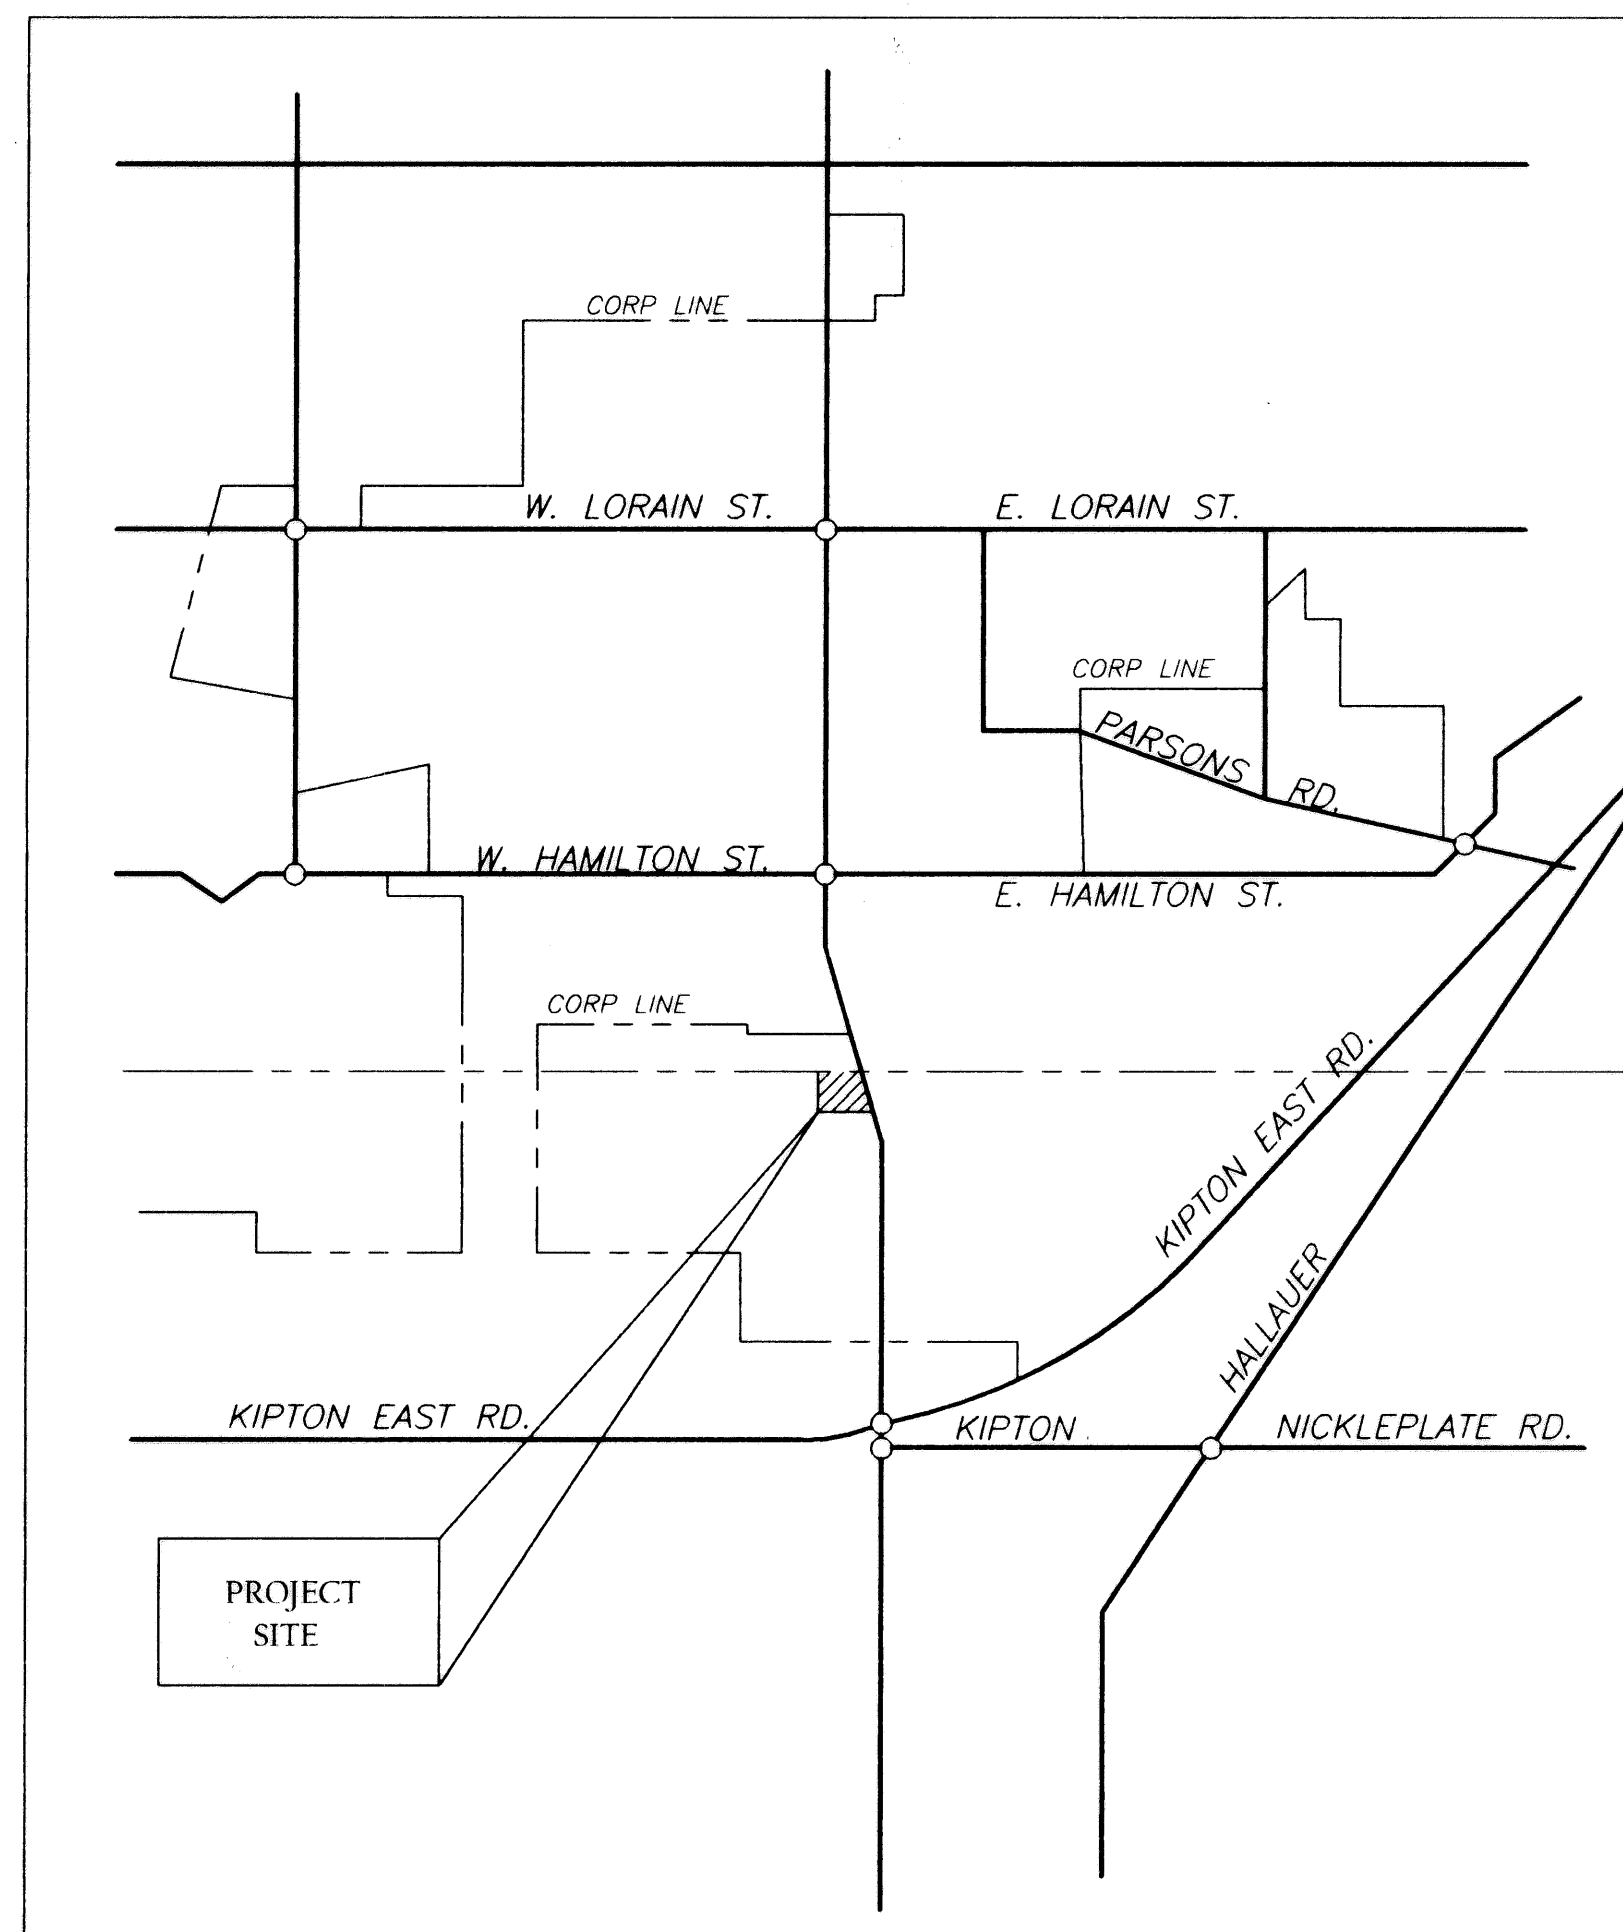 CORP LINE
W. LORAIN ST.
E. LORAIN ST.
CORP LINE
PARSONS RD.
W. HAMILTON ST.
E. HAMILTON ST.
CORP LINE
KIPTON EAST RD.
HALLAUER
KIPTON EAST RD.
KIPTON
NICKLEPLATE RD.
PROJECT
SITE